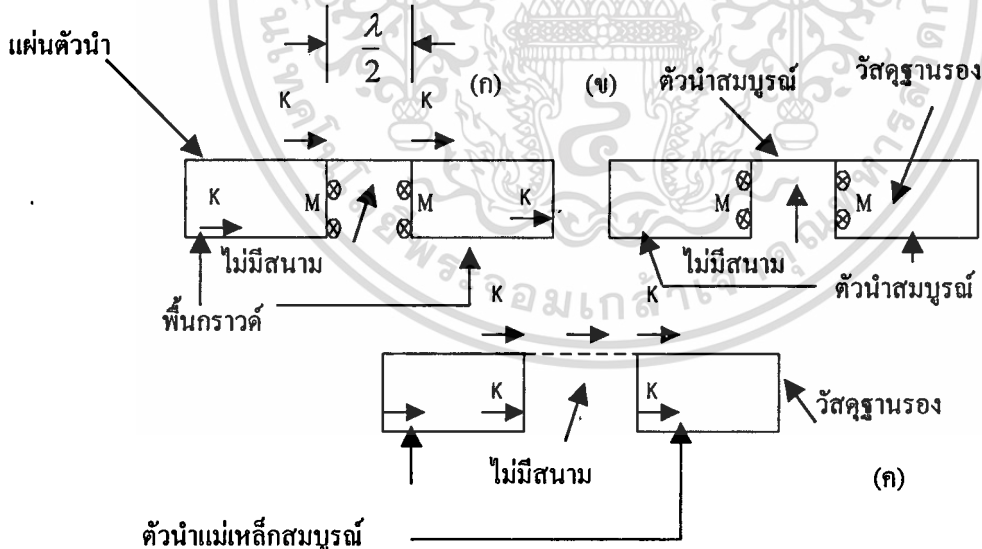 แผ่นตัวนำ
λ
2
(ก)
(ข)
ตัวนำสมบูรณ์
วัสดุฐานรอง
K
K
K
M
M
K
M
ไม่มีสนาม
ไม่มีสนาม
ตัวนำสมบูรณ์
พื้นกราวด์
K
K
K
K
วัสดุฐานรอง
ไม่มีสนาม
(ค)
ตัวนำแม่เหล็กสมบูรณ์